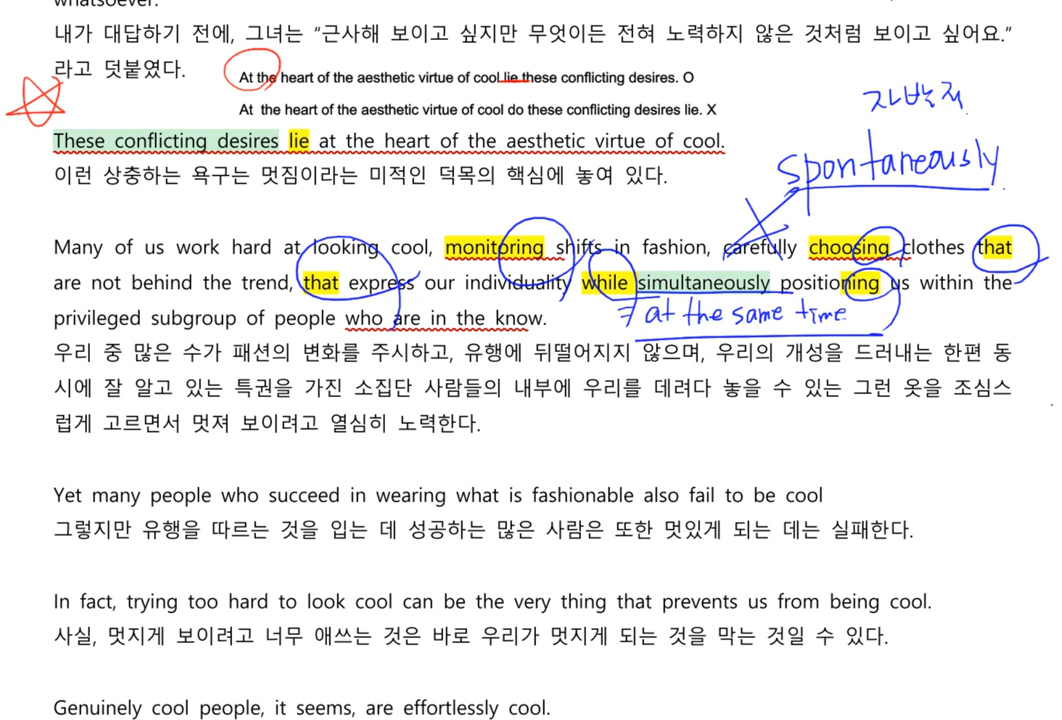 whatsoever.
내가 대답하기 전에, 그녀는 “근사해 보이고 싶지만 무엇이든 전혀 노력하지 않은 것처럼 보이고 싶어요.”
라고 덧붙였다.
At the heart of the aesthetic virtue of cool lie these conflicting desires. O
At the heart of the aesthetic virtue of cool do these conflicting desires lie. X
자발적
These conflicting desires lie at the heart of the aesthetic virtue of cool.
spontaneously
이런 상충하는 욕구는 멋짐이라는 미적인 덕목의 핵심에 놓여 있다.
Many of us work hard at looking cool, monitoring shifts in fashion, carefully choosing clothes that
are not behind the trend, that express our individuality while simultaneously positioning us within the
privileged subgroup of people who are in the know.
at the same time
우리 중 많은 수가 패션의 변화를 주시하고, 유행에 뒤떨어지지 않으며, 우리의 개성을 드러내는 한편 동
시에 잘 알고 있는 특권을 가진 소집단 사람들의 내부에 우리를 데려다 놓을 수 있는 그런 옷을 조심스
럽게 고르면서 멋져 보이려고 열심히 노력한다.
Yet many people who succeed in wearing what is fashionable also fail to be cool
그렇지만 유행을 따르는 것을 입는 데 성공하는 많은 사람은 또한 멋있게 되는 데는 실패한다.
In fact, trying too hard to look cool can be the very thing that prevents us from being cool.
사실, 멋지게 보이려고 너무 애쓰는 것은 바로 우리가 멋지게 되는 것을 막는 것일 수 있다.
Genuinely cool people, it seems, are effortlessly cool.